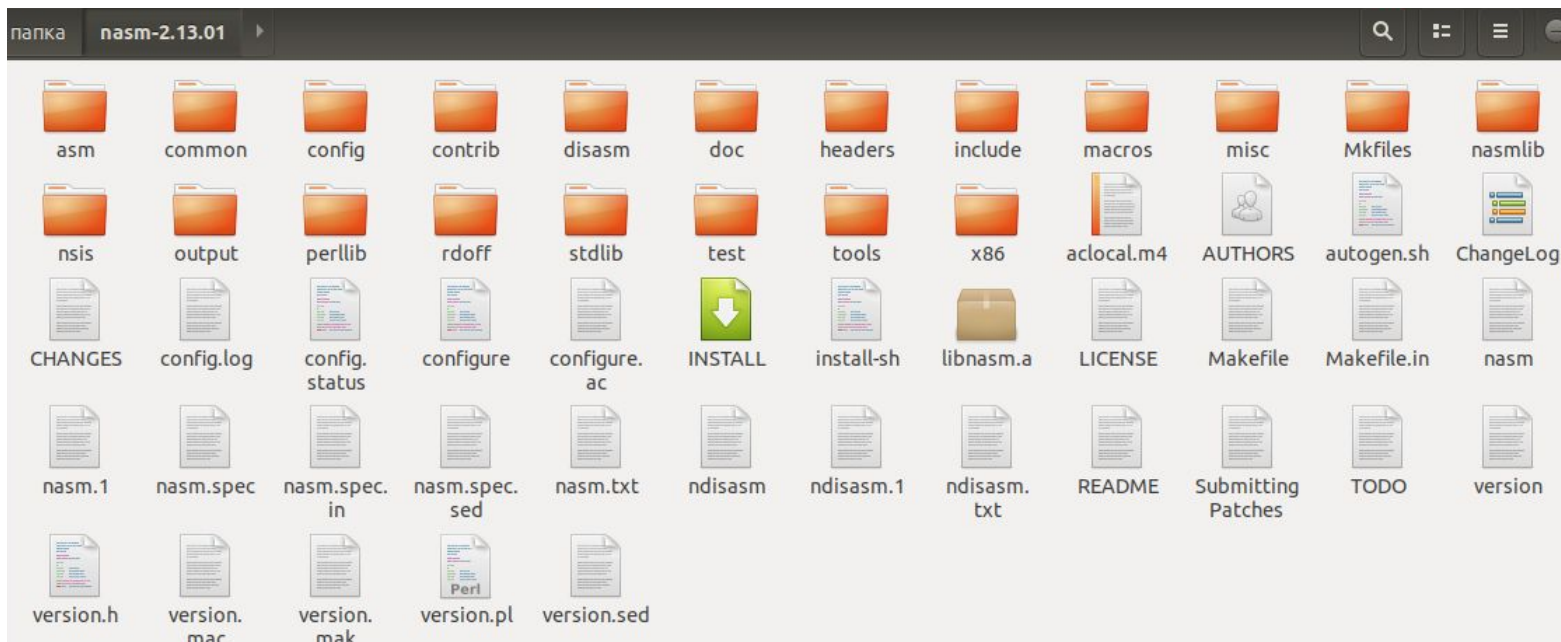 папка nasm-2.13.01
asm common config contrib disasm doc headers include macros misc Mkfiles nasmlib
nsis output perllib rdoff stdlib test tools x86 aclocal.m4 AUTHORS autogen.sh ChangeLog
CHANGES config.log config. configure configure. INSTALL install-sh libnasm.a LICENSE Makefile Makefile.in nasm
status ac
nasm.1 nasm.spec nasm.spec. nasm.spec. nasm.txt ndisasm ndisasm.1 ndisasm. README Submitting TODO version
in sed txt Patches
Perl
version.h version. version. version.pl version.sed
mac mak